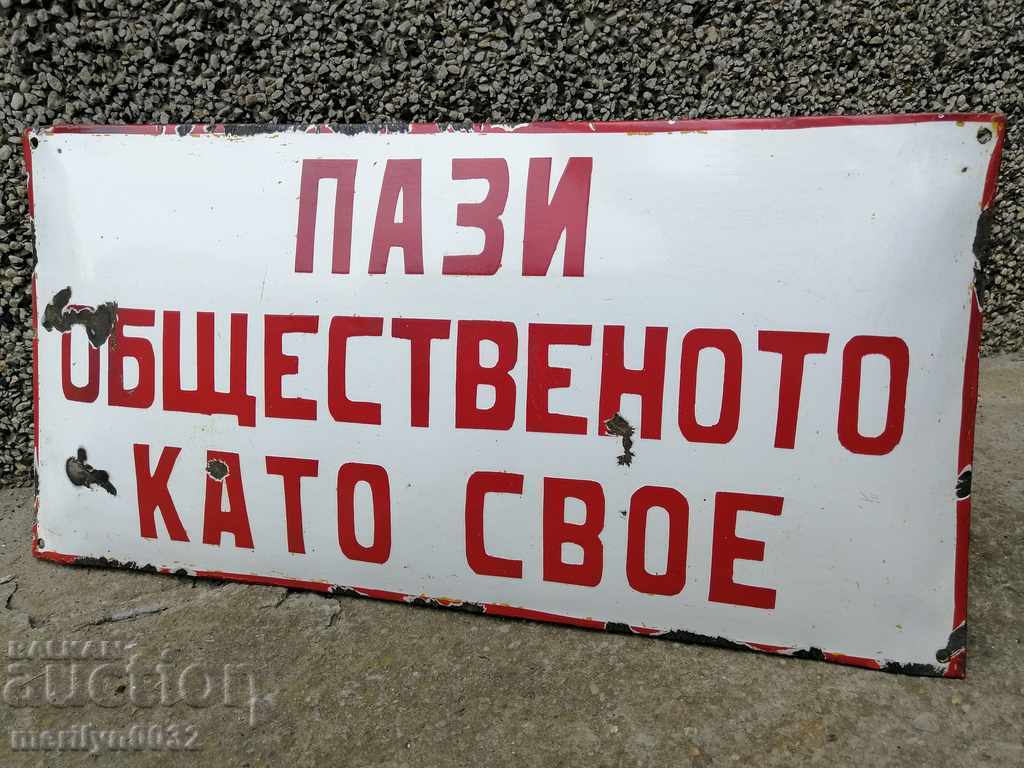 ПАЗИ
ОБЩЕСТВЕНОТО
КАТО СВОЕ
BALKAN
auction
merilyn0032